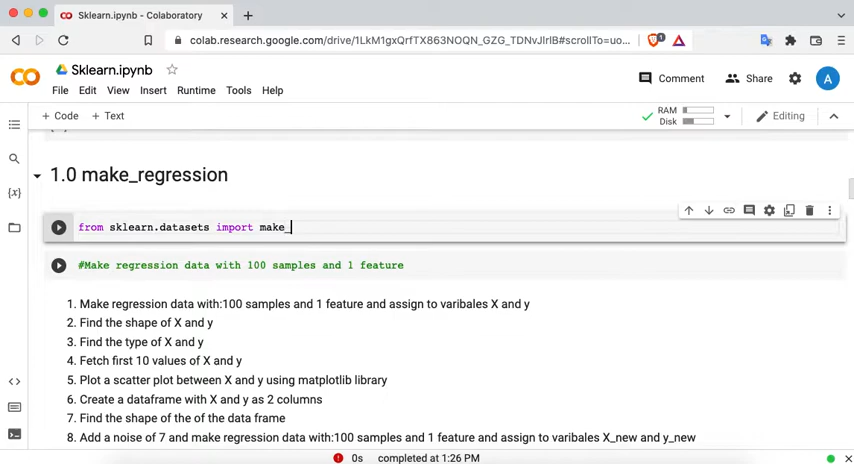 Sklearn.ipynb - Colaboratory
colab.research.google.com/drive/1LkM1gxQrfTX863NOQN_GZG_TDNvJIrIB#scrollTo=uo...
1
Sklearn.ipynb
Comment
Share
A
File Edit View Insert Runtime Tools Help
+ Code + Text
RAM
Disk
Editing
1.0 make_regression
from sklearn.datasets import make_
#Make regression data with 100 samples and 1 feature
1. Make regression data with:100 samples and 1 feature and assign to varibales X and y
2. Find the shape of X and y
3. Find the type of X and y
4. Fetch first 10 values of X and y
5. Plot a scatter plot between X and y using matplotlib library
6. Create a dataframe with X and y as 2 columns
7. Find the shape of the of the data frame
8. Add a noise of 7 and make regression data with:100 samples and 1 feature and assign to varibales X_new and y_new
0s completed at 1:26 PM